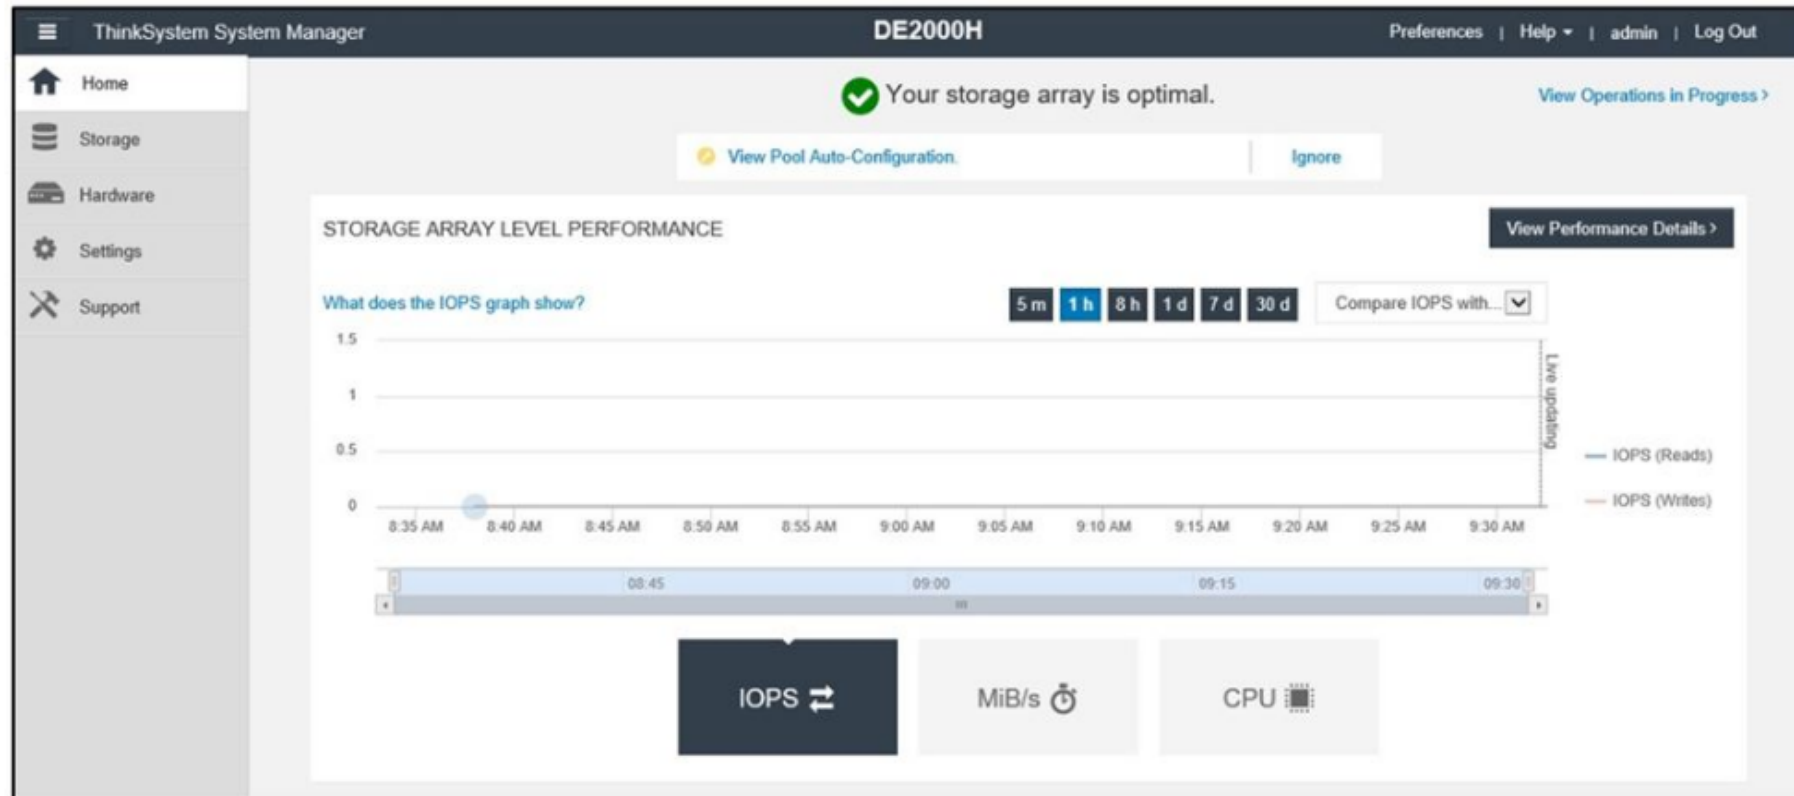 ThinkSystem System Manager
DE2000H
Preferences | Help | admin | Log Out
Home
Storage
Hardware
Settings
Support
Your storage array is optimal.
View Operations in Progress >
View Pool Auto-Configuration.
Ignore
STORAGE ARRAY LEVEL PERFORMANCE
View Performance Details >
What does the IOPS graph show?
5 m 1 h 8 h 1 d 7 d 30 d
Compare IOPS with...
1.5
1
0.5
0
Live updating
IOPS (Reads)
IOPS (Writes)
8:35 AM 8:40 AM 8:45 AM 8:50 AM 8:55 AM 9:00 AM 9:05 AM 9:10 AM 9:15 AM 9:20 AM 9:25 AM 9:30 AM
08:45 09:00 09:15 09:30
IOPS
MiB/s
CPU